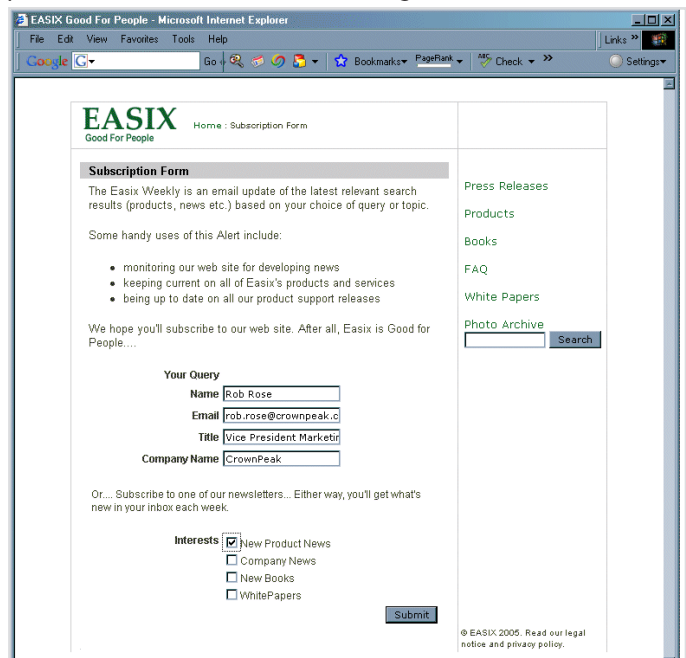 EASIX Good For People - Microsoft Internet Explorer
File Edit View Favorites Tools Help Links »
Google G Go Bookmarks PageRank ABC Check » Settings
EASIX
Good For People
Home : Subscription Form
Subscription Form
The Easix Weekly is an email update of the latest relevant search
results (products, news etc.) based on your choice of query or topic.
Some handy uses of this Alert include:
• monitoring our web site for developing news
• keeping current on all of Easix's products and services
• being up to date on all our product support releases
We hope you'll subscribe to our web site. After all, Easix is Good for
People....
Your Query
Name Rob Rose
Email rob.rose@crownpeak.c
Title Vice President Marketin
Company Name CrownPeak
Or.... Subscribe to one of our newsletters... Either way, you'll get what's
new in your inbox each week.
Interests New Product News
Company News
New Books
WhitePapers
Submit
Press Releases
Products
Books
FAQ
White Papers
Photo Archive
Search
© EASIX 2005. Read our legal
notice and privacy policy.